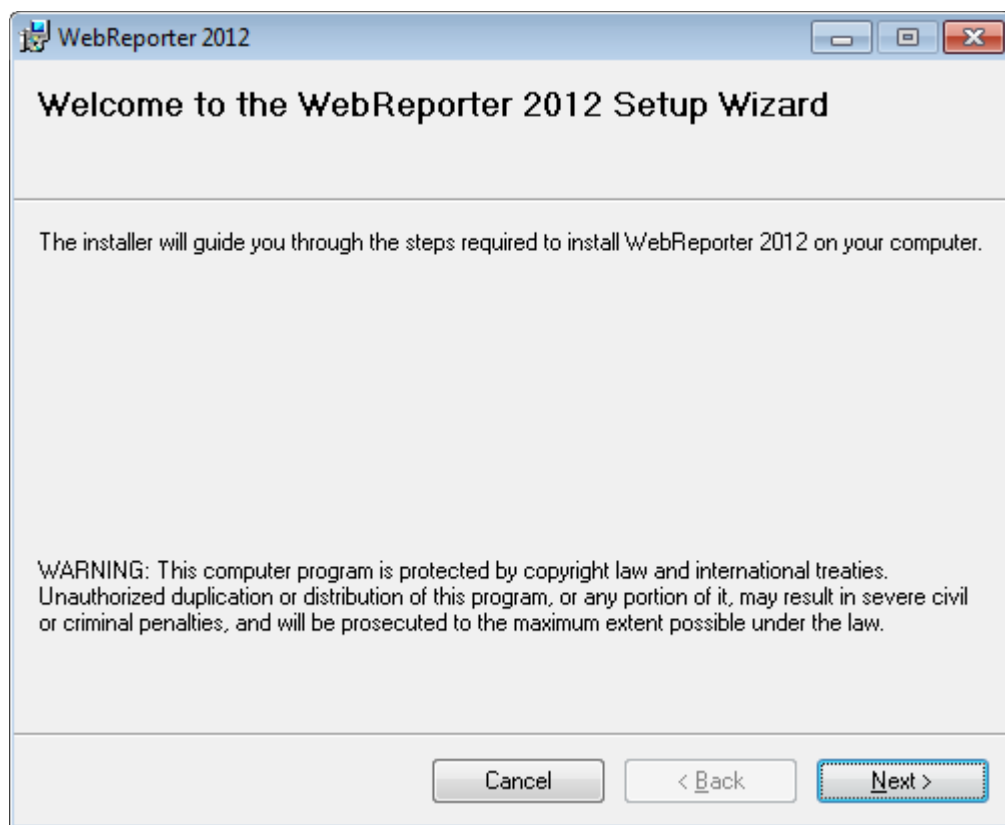 WebReporter 2012
Welcome to the WebReporter 2012 Setup Wizard
The installer will guide you through the steps required to install WebReporter 2012 on your computer.
WARNING: This computer program is protected by copyright law and international treaties.
Unauthorized duplication or distribution of this program, or any portion of it, may result in severe civil
or criminal penalties, and will be prosecuted to the maximum extent possible under the law.
Cancel < Back Next >